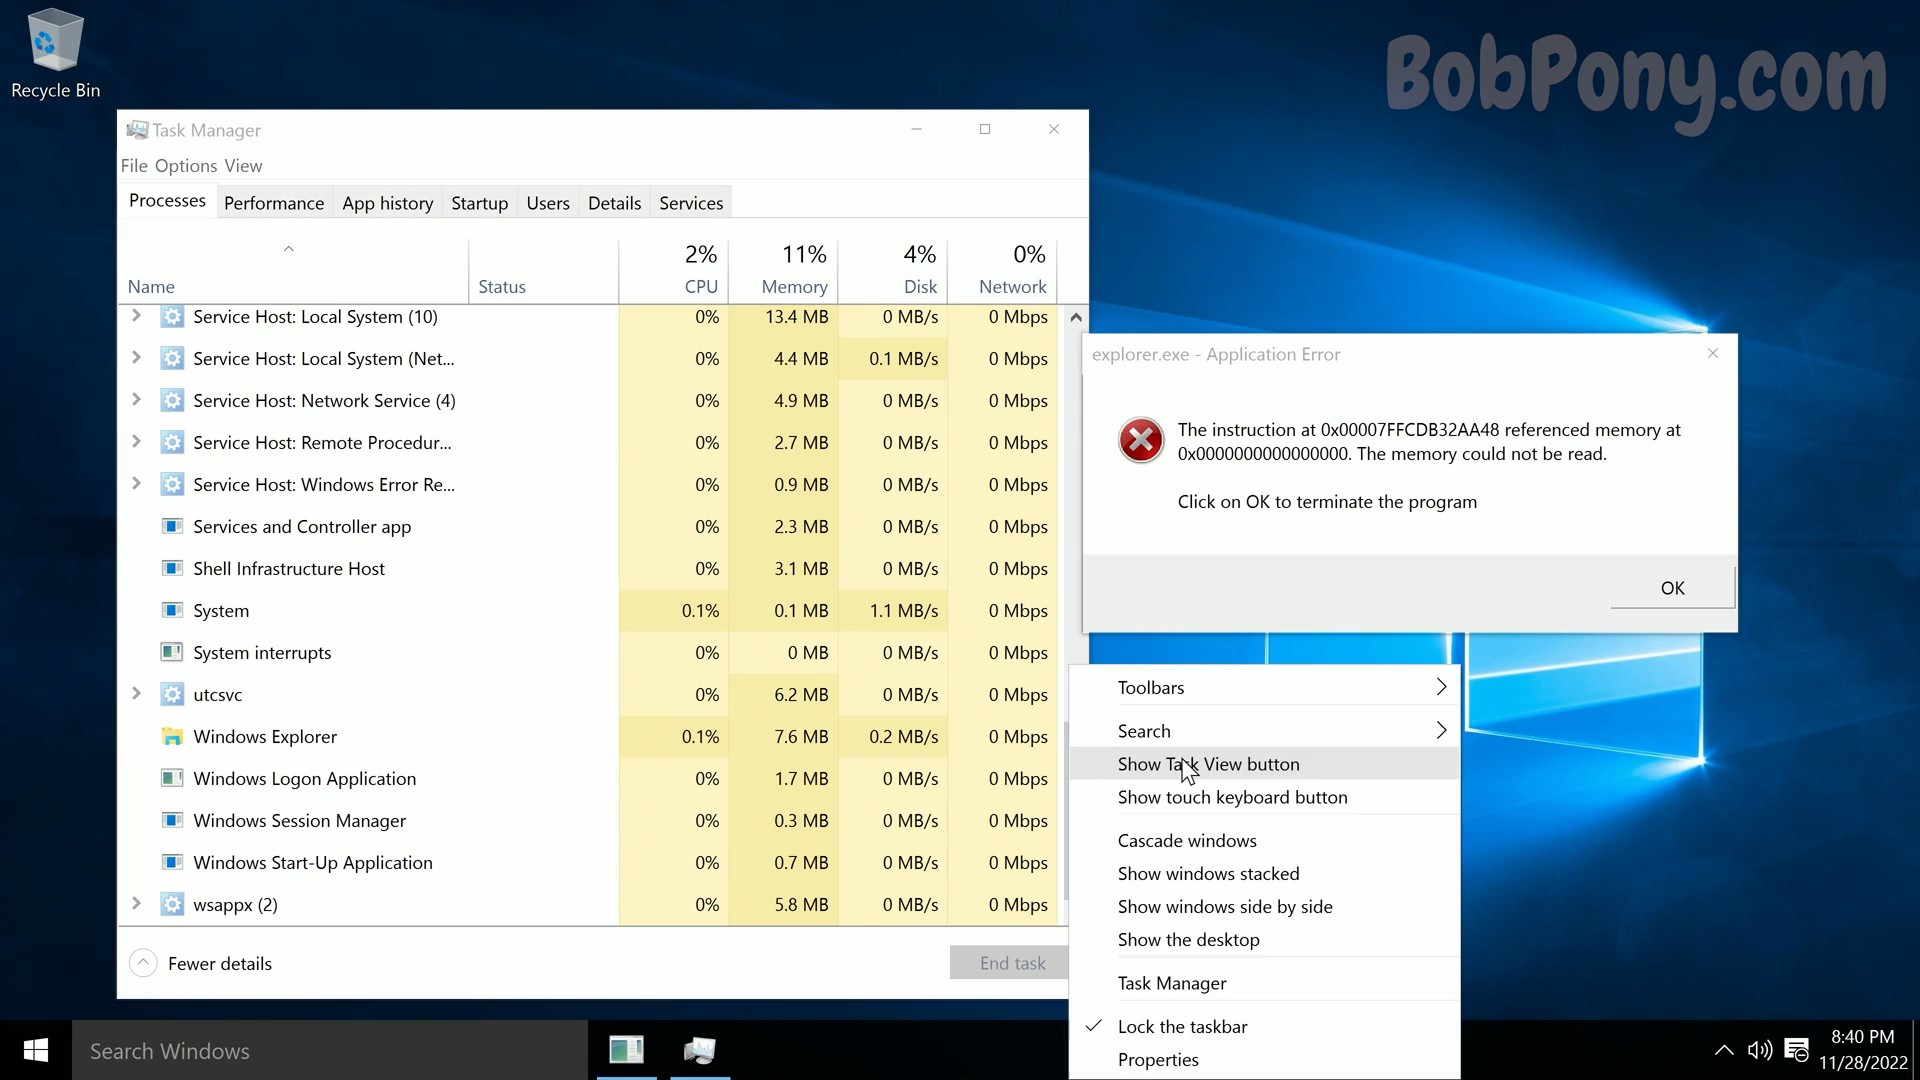 Recycle Bin
BobPony.com
Task Manager
File Options View
Processes Performance App history Startup Users Details Services
2% 11% 4% 0%
Name Status CPU Memory Disk Network
Service Host: Local System (10) 0% 13.4 MB 0 MB/s 0 Mbps
Service Host: Local System (Net... 0% 4.4 MB 0.1 MB/s 0 Mbps
Service Host: Network Service (4) 0% 4.9 MB 0 MB/s 0 Mbps
Service Host: Remote Procedur... 0% 2.7 MB 0 MB/s 0 Mbps
Service Host: Windows Error Re... 0% 0.9 MB 0 MB/s 0 Mbps
Services and Controller app 0% 2.3 MB 0 MB/s 0 Mbps
Shell Infrastructure Host 0% 3.1 MB 0 MB/s 0 Mbps
System 0.1% 0.1 MB 1.1 MB/s 0 Mbps
System interrupts 0% 0 MB 0 MB/s 0 Mbps
utcsvc 0% 6.2 MB 0 MB/s 0 Mbps
Windows Explorer 0.1% 7.6 MB 0.2 MB/s 0 Mbps
Windows Logon Application 0% 1.7 MB 0 MB/s 0 Mbps
Windows Session Manager 0% 0.3 MB 0 MB/s 0 Mbps
Windows Start-Up Application 0% 0.7 MB 0 MB/s 0 Mbps
wsappx (2) 0% 5.8 MB 0 MB/s 0 Mbps
Fewer details
End task
explorer.exe - Application Error
The instruction at 0x00007FFCDB32AA48 referenced memory at
0x0000000000000000. The memory could not be read.
Click on OK to terminate the program
OK
Toolbars
Search
Show Task View button
Show touch keyboard button
Cascade windows
Show windows stacked
Show windows side by side
Show the desktop
Task Manager
Lock the taskbar
Properties
Search Windows
8:40 PM
11/28/2022